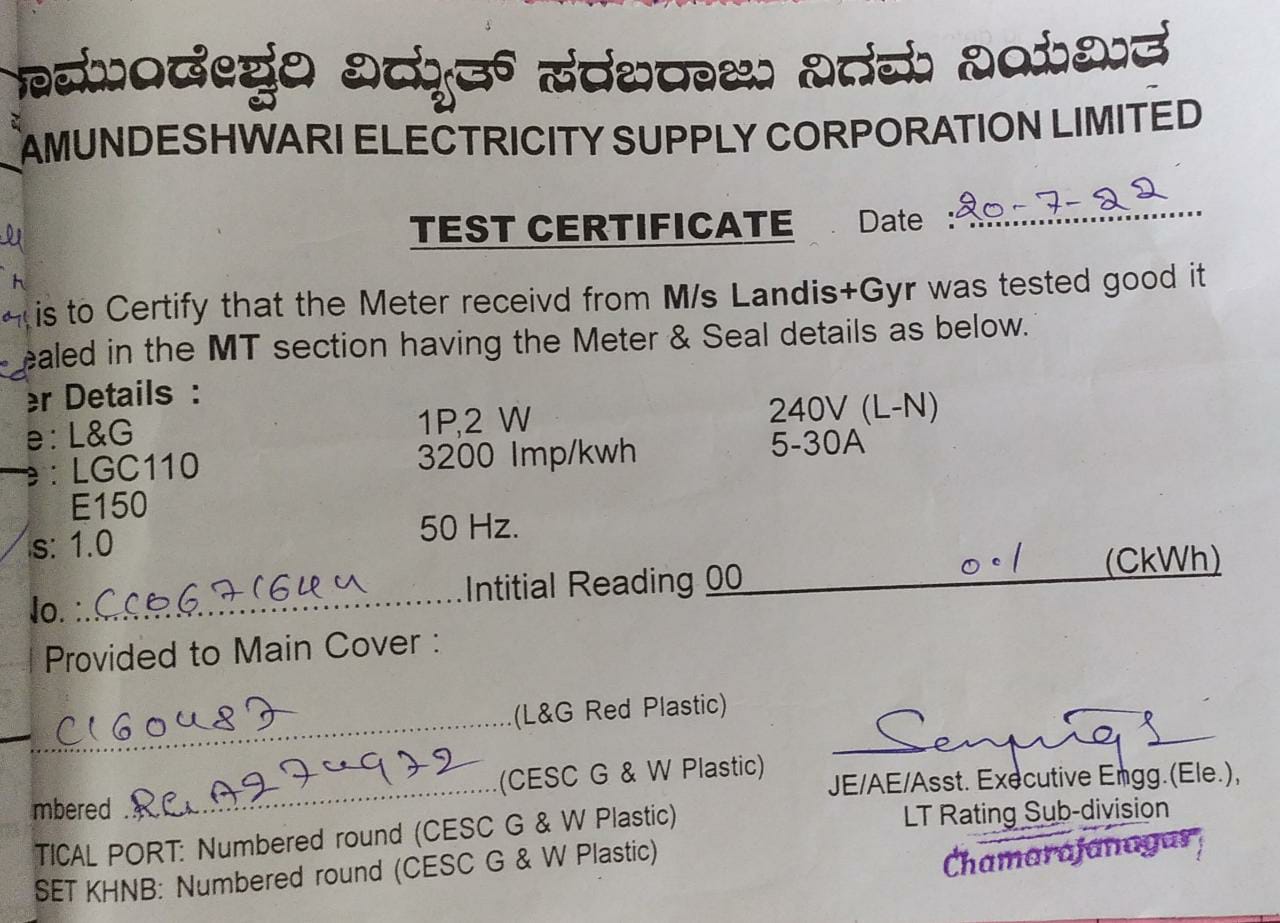 ಾಮುಂಡೇಶ್ವರಿ ವಿದ್ಯುತ್ ಸರಬರಾಜು ನಿಗಮ ನಿಯಮಿತ
AMUNDESHWARI ELECTRICITY SUPPLY CORPORATION LIMITED
TEST CERTIFICATE Date : 20-7-22
is to Certify that the Meter receivd from M/s Landis+Gyr was tested good it
ealed in the MT section having the Meter & Seal details as below.
er Details :
e : L&G 1P,2 W 240V (L-N)
e : LGC110 3200 Imp/kwh 5-30A
E150
s: 1.0 50 Hz.
No. : Intitial Reading 00 0.1 (CkWh)
Provided to Main Cover :
C160487 (L&G Red Plastic)
mbered (CESC G & W Plastic)
TICAL PORT: Numbered round (CESC G & W Plastic)
SET KHNB: Numbered round (CESC G & W Plastic)
JE/AE/Asst. Executive Engg.(Ele.),
LT Rating Sub-division
Chamarajanagar